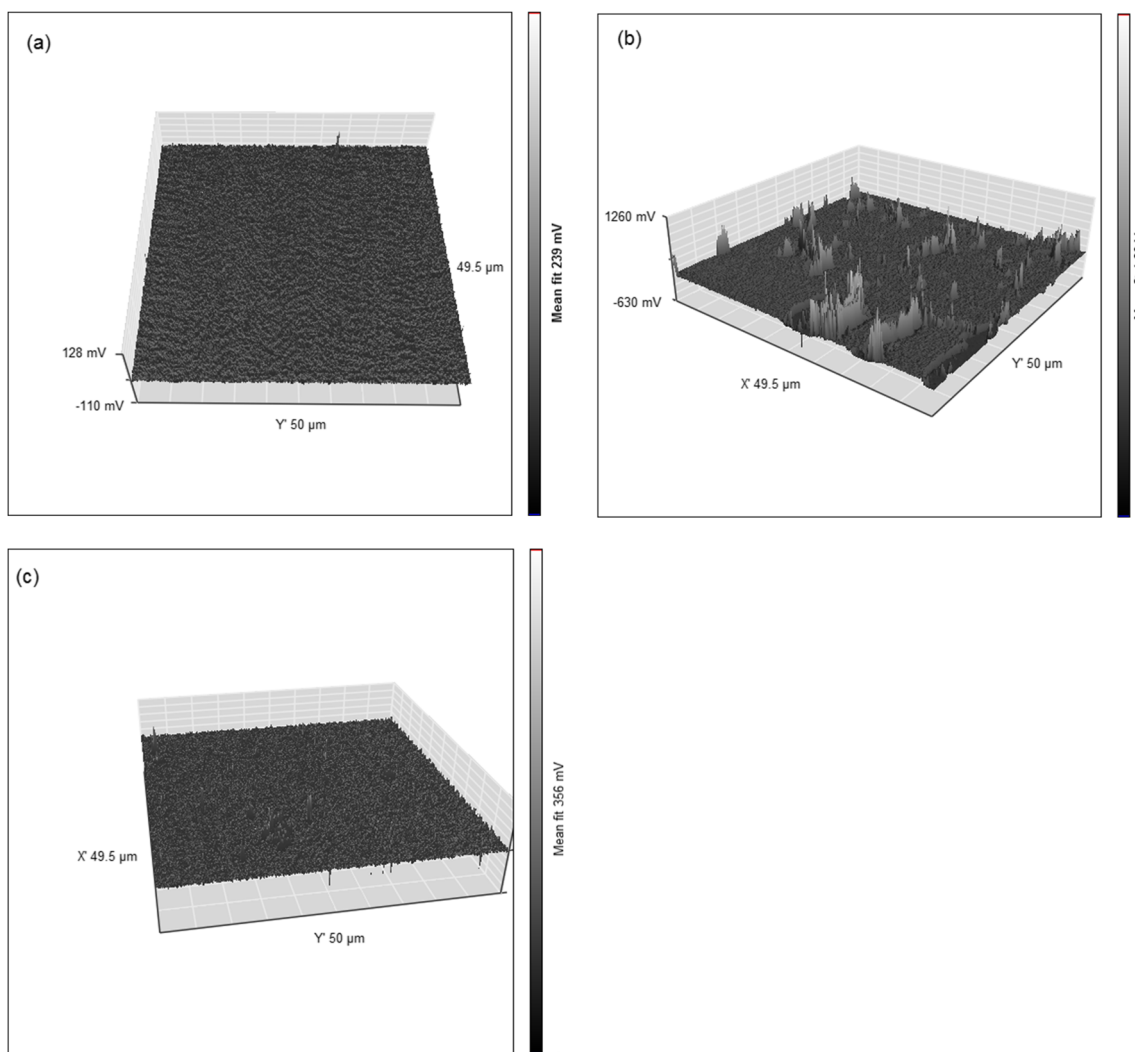 (a)
49.5 µm
128 mV
-110 mV
Y' 50 µm
Mean fit 239 mV
(b)
1260 mV
-630 mV
X' 49.5 µm
Y' 50 µm
(c)
X' 49.5 µm
Y' 50 µm
Mean fit 356 mV